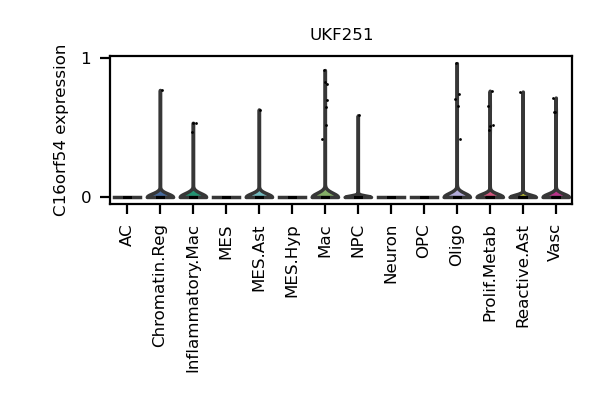 UKF251
C16orf54 expression
1
0
AC
Chromatin.Reg
Inflammatory.Mac
MES
MES.Ast
MES.Hyp
Mac
NPC
Neuron
OPC
Oligo
Prolif.Metab
Reactive.Ast
Vasc